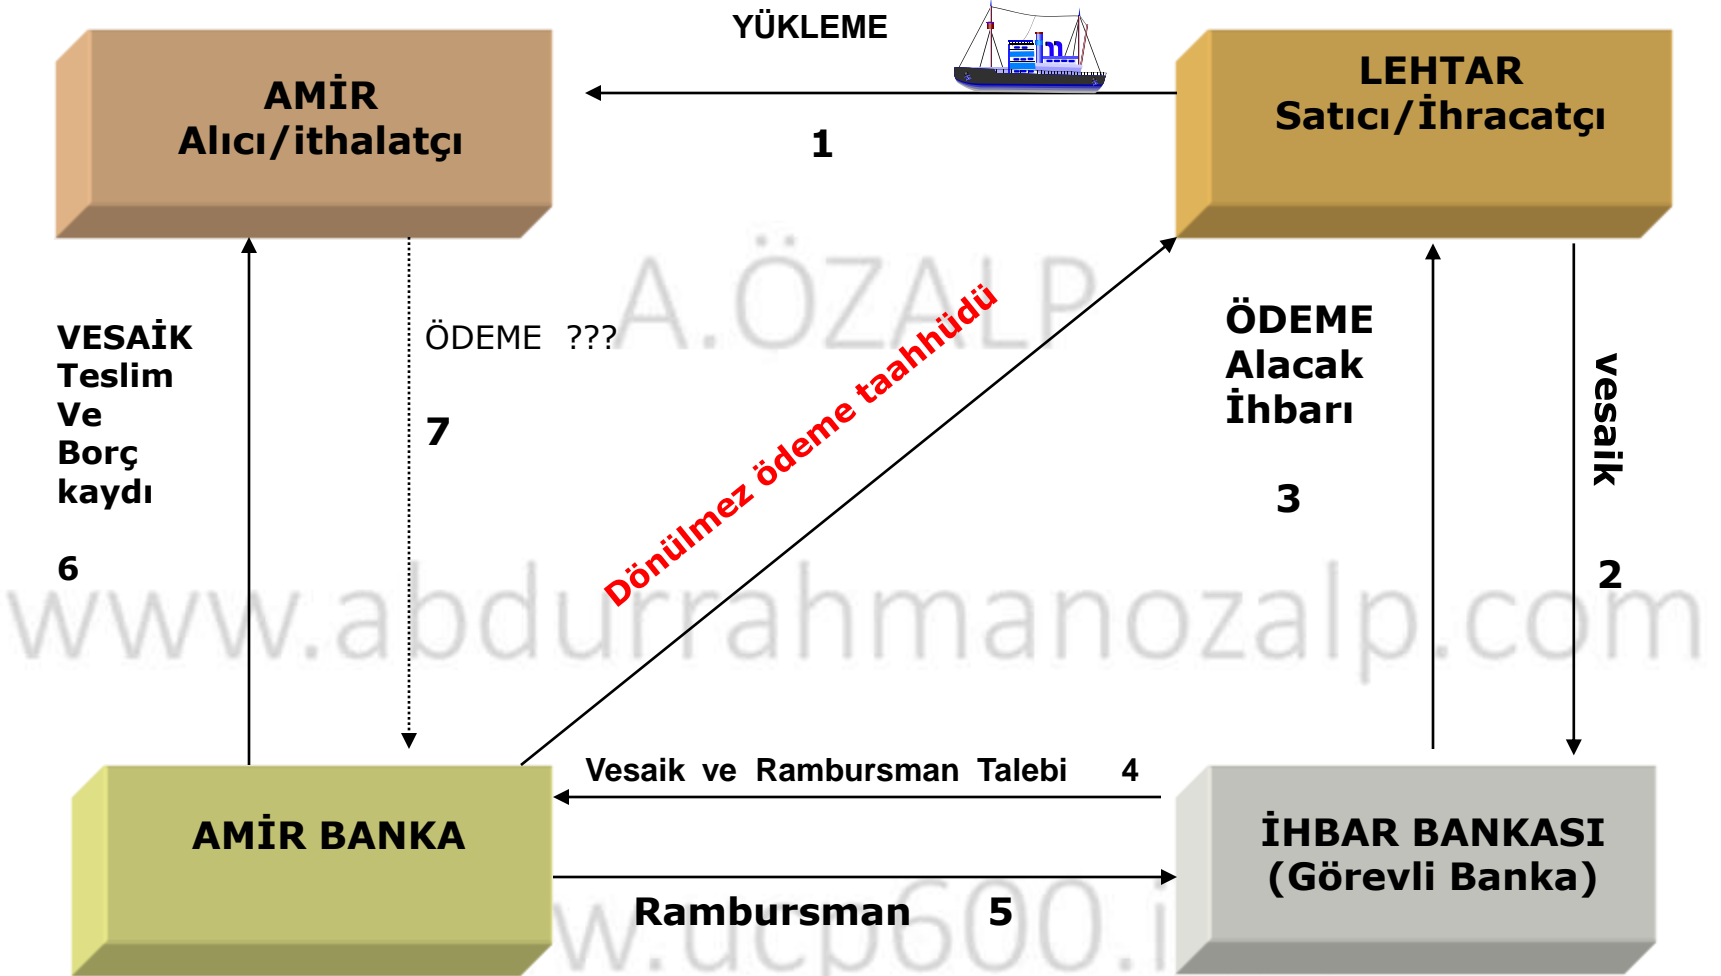 YÜKLEME
AMİR
Alıcı/ithalatçı
LEHTAR
Satıcı/İhracatçı
1
A.ÖZALP
VESAİK
Teslim
Ve
Borç
kaydı
6
ÖDEME ???
7
Dönülmez ödeme taahhüdü
ÖDEME
Alacak
İhbarı
3
vesaik
2
www.abdurrahmanozalp.com
Vesaik ve Rambursman Talebi 4
AMİR BANKA
İHBAR BANKASI
(Görevli Banka)
Rambursman 5
w.ucp600.i